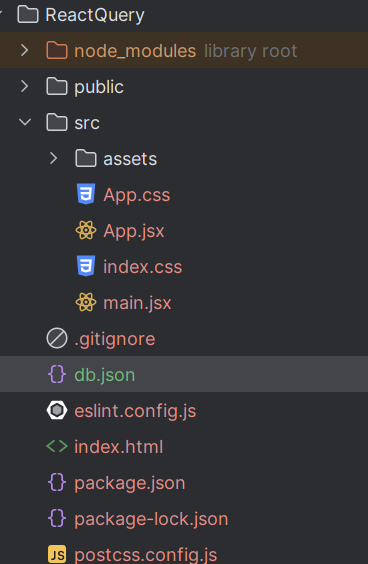 ReactQuery
node_modules library root
public
src
assets
App.css
App.jsx
index.css
main.jsx
.gitignore
{} db.json
eslint.config.js
<> index.html
{} package.json
{} package-lock.json
JS postcss.config.js